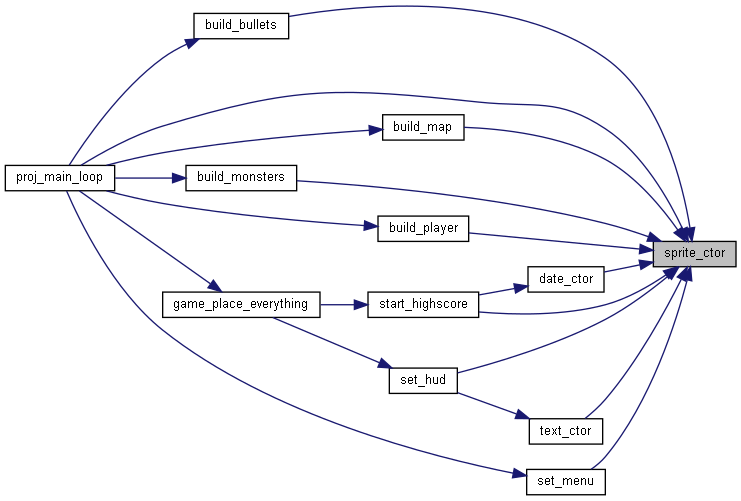 build_bullets
build_map
proj_main_loop
build_monsters
build_player
sprite_ctor
date_ctor
game_place_everything
start_highscore
set_hud
text_ctor
set_menu